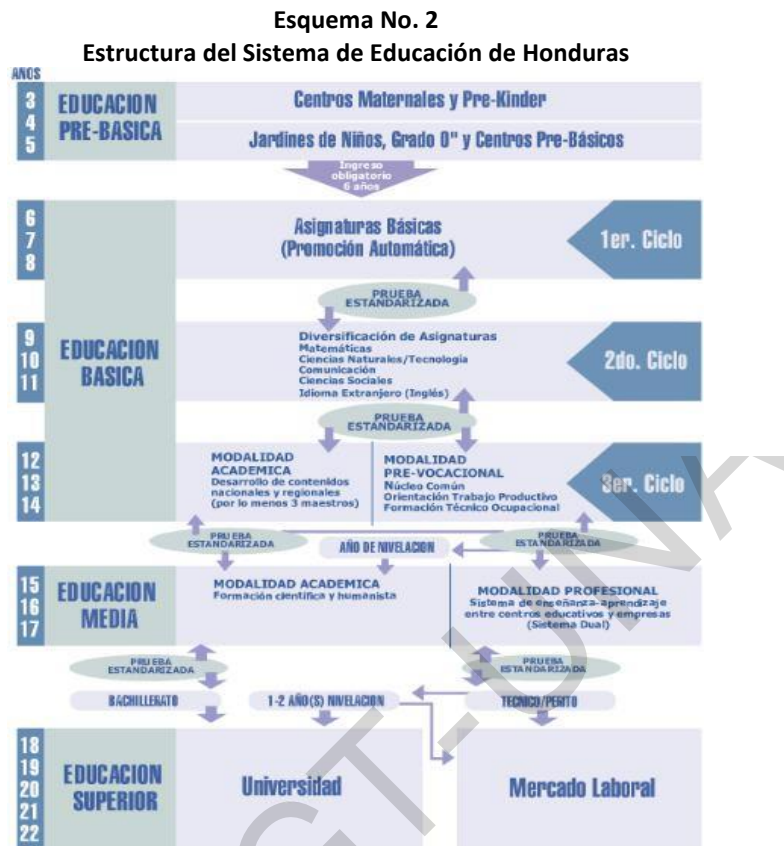 Esquema No. 2
Estructura del Sistema de Educación de Honduras
ANOS
3
4
5
EDUCACION
PRE-BASICA
Centros Maternales y Pre-Kinder
Jardines de Niños, Grado 0" y Centros Pre-Básicos
Ingreso
obligatorio
6 años
6
7
8
Asignaturas Básicas
(Promoción Automática)
1er. Ciclo
PRUEBA
ESTANDARIZADA
9
10
11
EDUCACION
BASICA
Diversificación de Asignaturas
Matemáticas
Ciencias Naturales/Tecnología
Comunicación
Ciencias Sociales
Idioma Extranjero (Inglés)
2do. Ciclo
PRUEBA
ESTANDARIZADA
12
13
14
MODALIDAD
ACADEMICA
Desarrollo de contenidos
nacionales y regionales
(por lo menos 3 maestros)
MODALIDAD
PRE-VOCACIONAL
Núcleo Común
Orientación Trabajo Productivo
Formación Técnico Ocupacional
3er. Ciclo
PRUEBA
ESTANDARIZADA
AÑO DE NIVELACION
PRUEBA
ESTANDARIZADA
15
16
17
EDUCACION
MEDIA
MODALIDAD ACADEMICA
Formación científica y humanista
MODALIDAD PROFESIONAL
Sistema de enseñanza-aprendizaje
entre centros educativos y empresas
(Sistema Dual)
PRUEBA
ESTANDARIZADA
PRUEBA
ESTANDARIZADA
BACHILLERATO
1-2 AÑO(S) NIVELACION
TECNICO/PERITO
18
19
20
21
22
EDUCACION
SUPERIOR
Universidad
Mercado Laboral